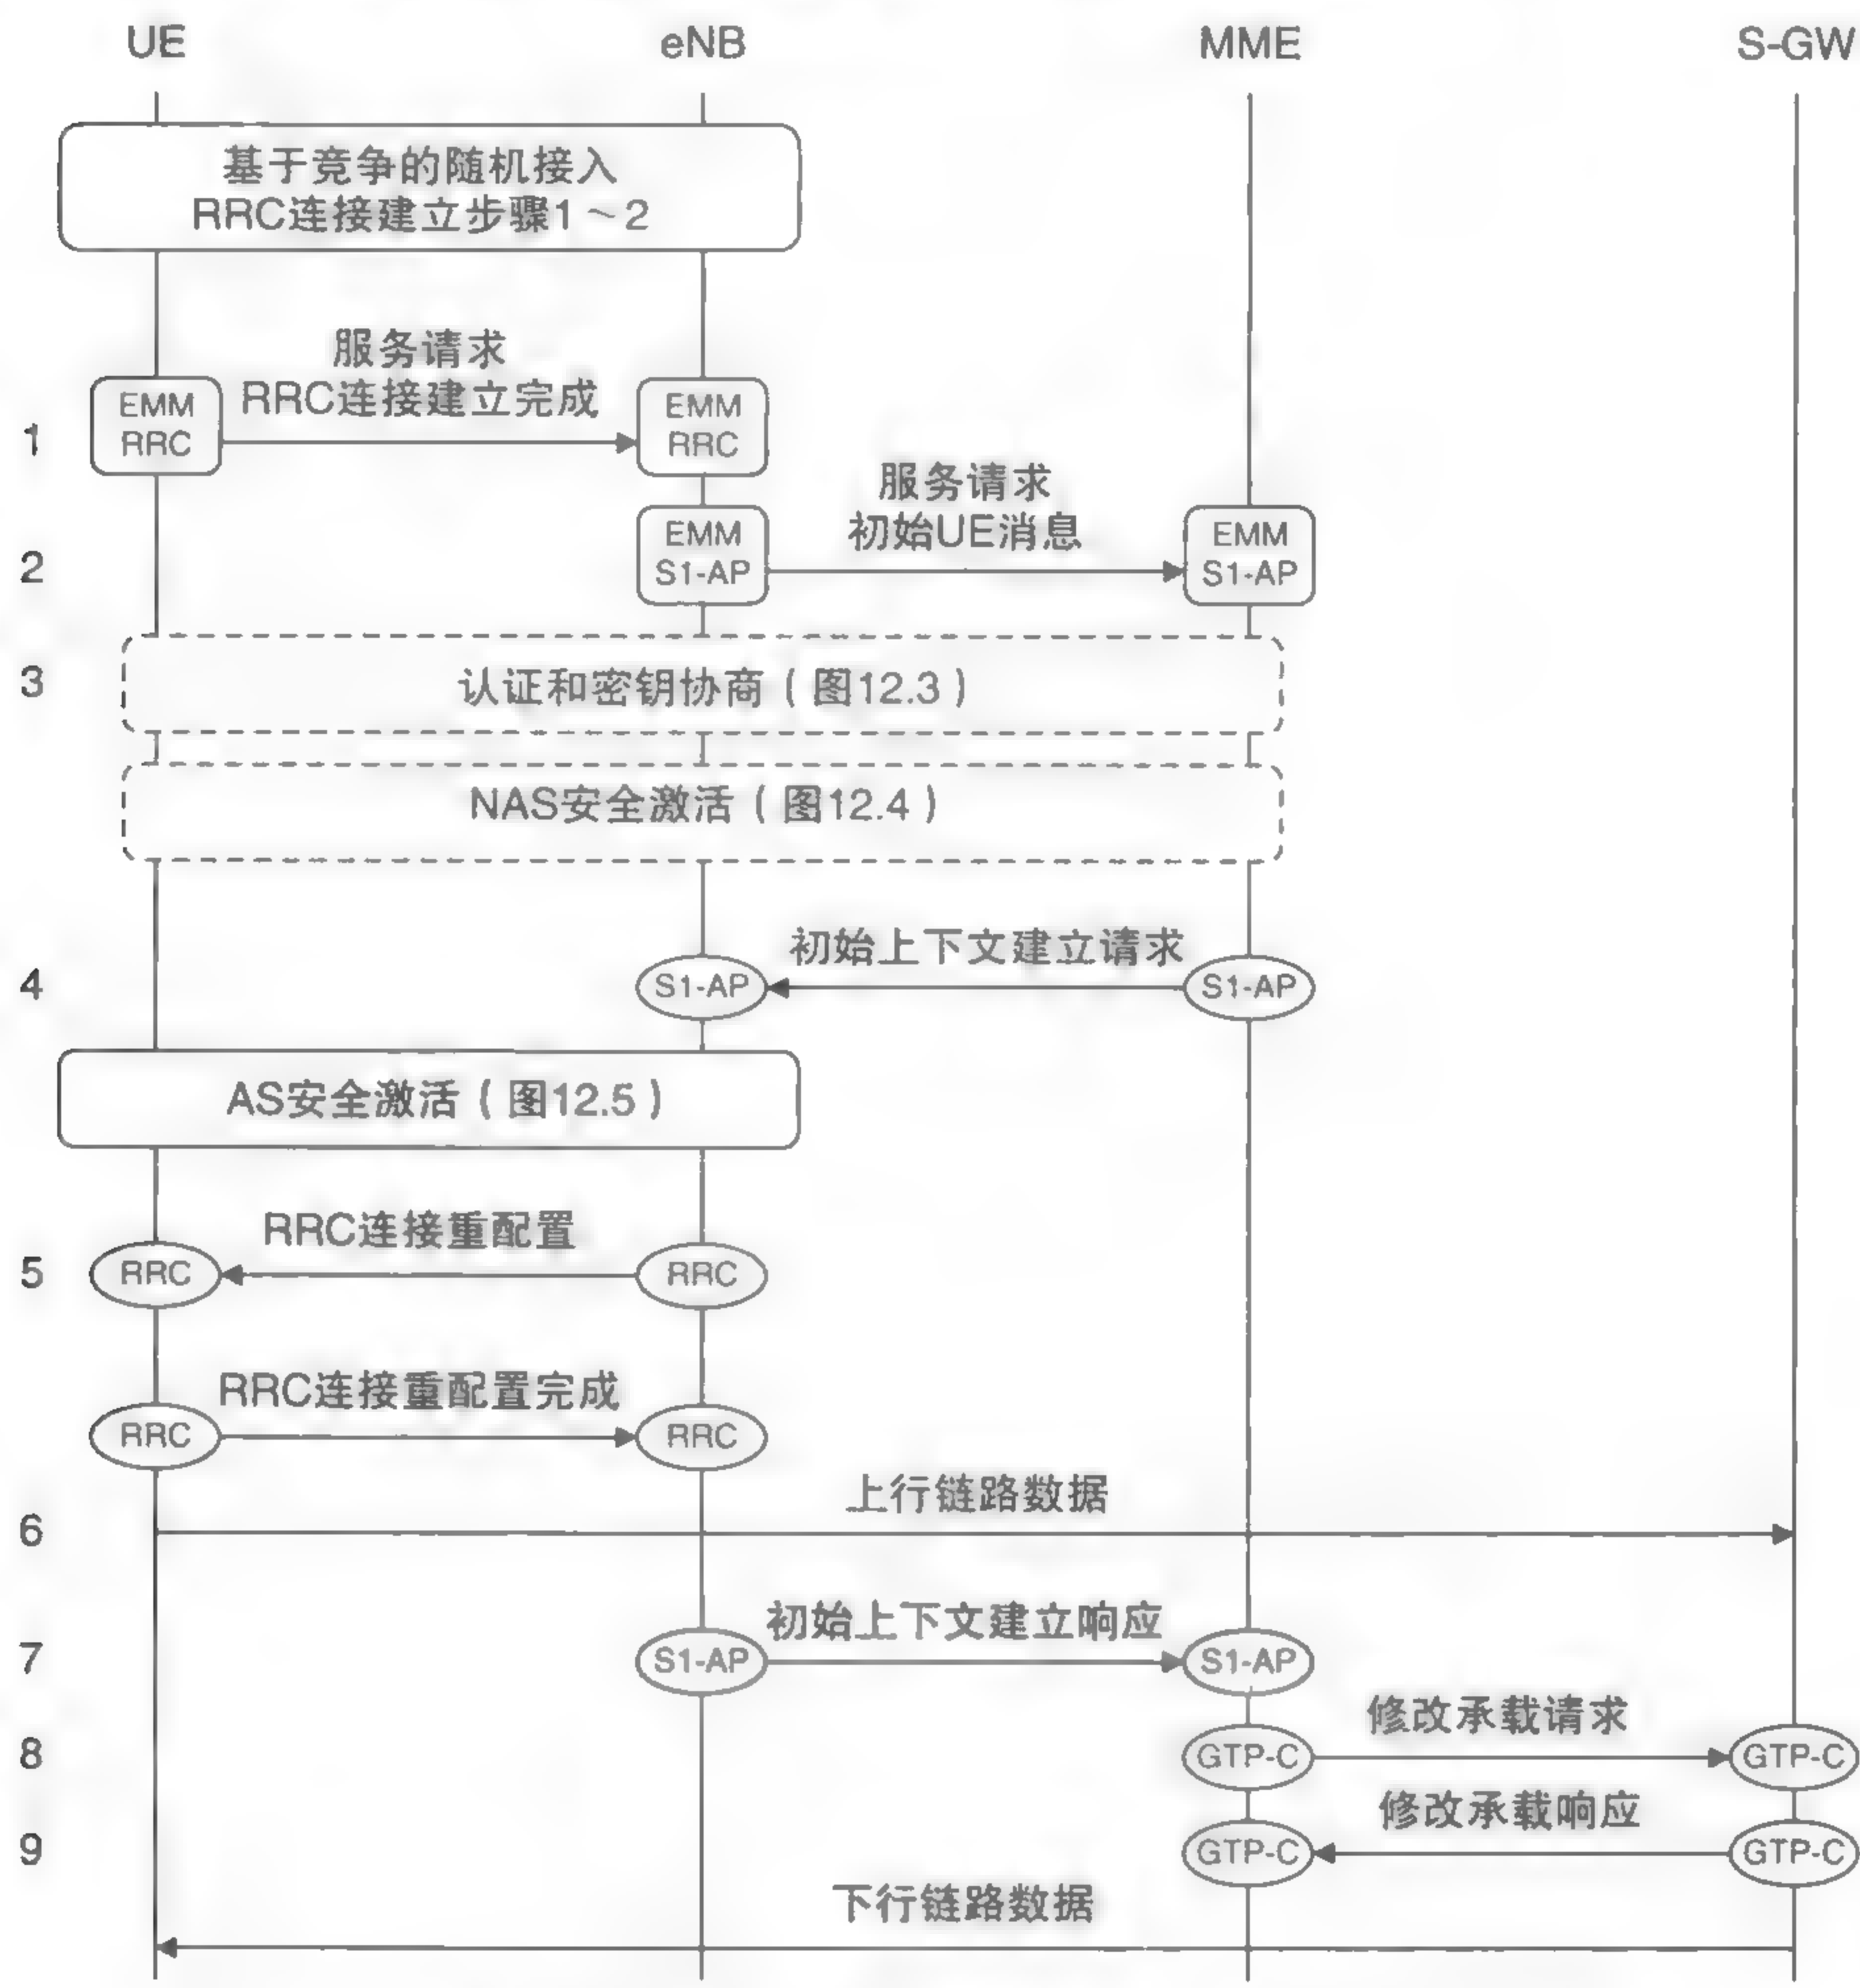 UE
eNB
MME
S-GW
基于竞争的随机接入
RRC连接建立步骤1～2
服务请求
RRC连接建立完成
1
EMM
RRC
EMM
RRC
服务请求
初始UE消息
2
EMM
S1-AP
EMM
S1-AP
3
认证和密钥协商（图12.3）
NAS安全激活（图12.4）
初始上下文建立请求
4
S1-AP
S1-AP
AS安全激活（图12.5）
RRC连接重配置
5
RRC
RRC
RRC连接重配置完成
RRC
RRC
上行链路数据
6
初始上下文建立响应
7
S1-AP
S1-AP
修改承载请求
8
GTP-C
GTP-C
修改承载响应
9
GTP-C
GTP-C
下行链路数据